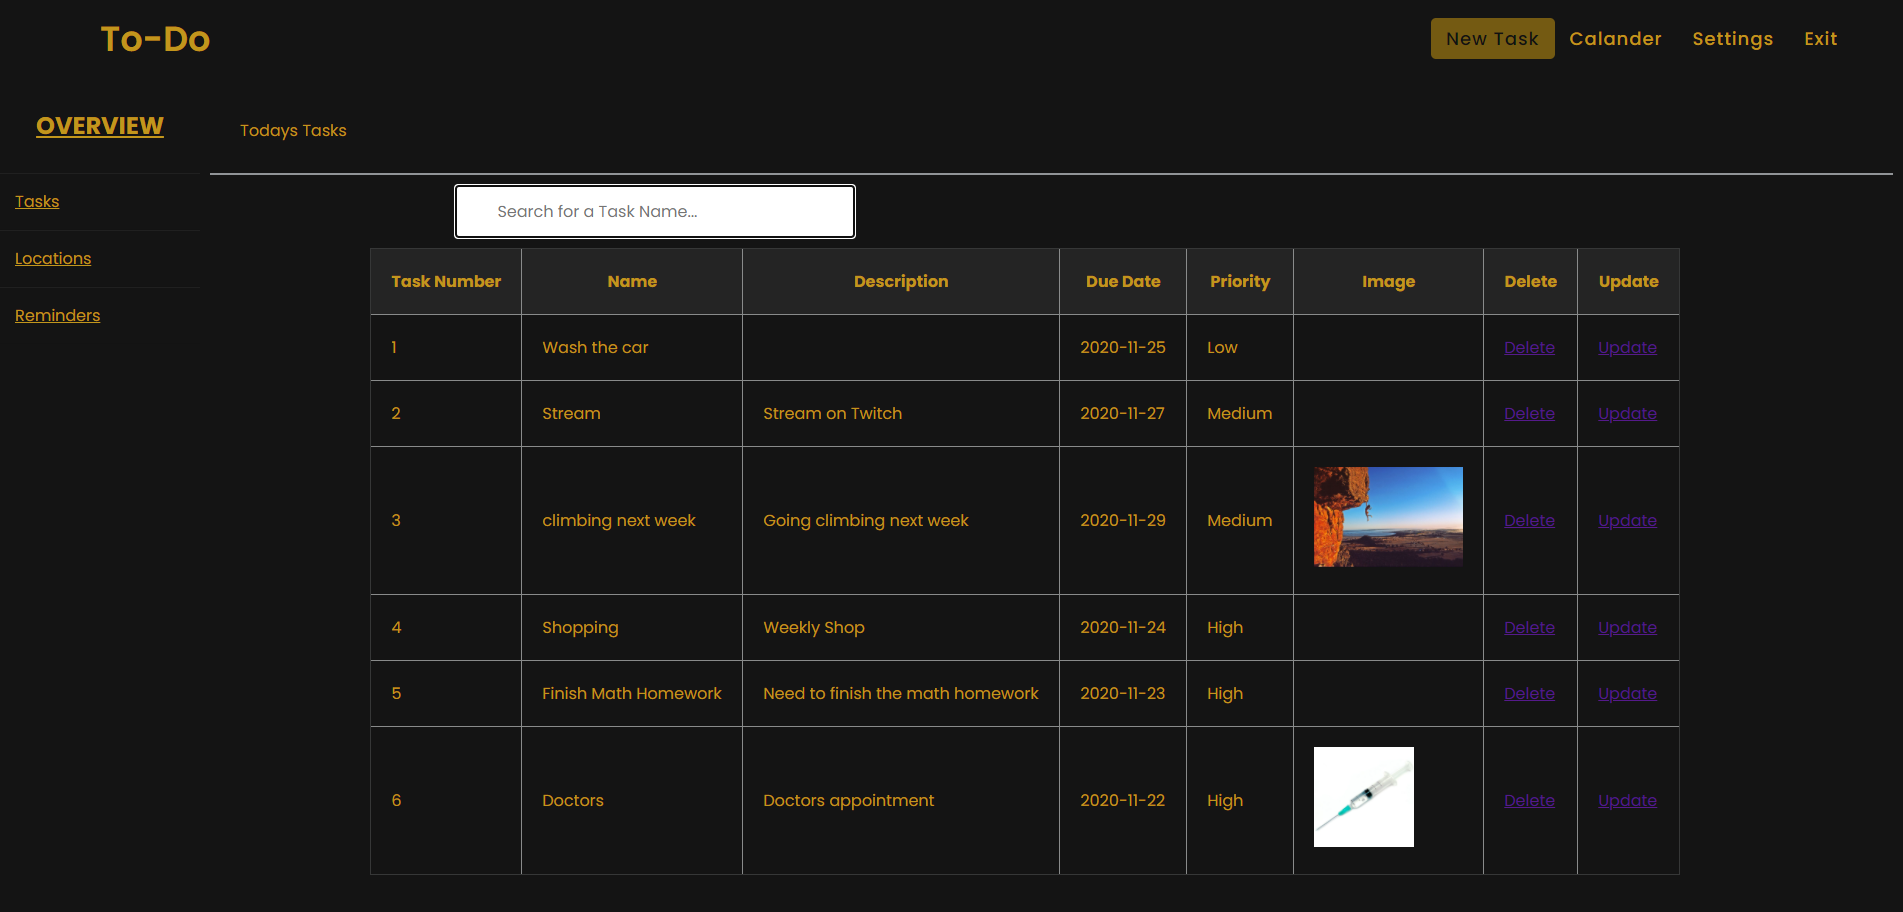 To-Do
New Task Calander Settings Exit
OVERVIEW
Todays Tasks
Tasks
Locations
Reminders
Search for a Task Name...
Task Number Name Description Due Date Priority Image Delete Update
1 Wash the car 2020-11-25 Low Delete Update
2 Stream Stream on Twitch 2020-11-27 Medium Delete Update
3 climbing next week Going climbing next week 2020-11-29 Medium Delete Update
4 Shopping Weekly Shop 2020-11-24 High Delete Update
5 Finish Math Homework Need to finish the math homework 2020-11-23 High Delete Update
6 Doctors Doctors appointment 2020-11-22 High Delete Update